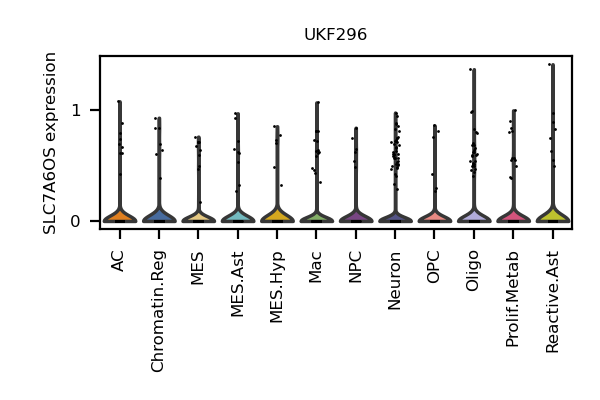 UKF296
SLC7A6OS expression
1
0
AC
Chromatin.Reg
MES
MES.Ast
MES.Hyp
Mac
NPC
Neuron
OPC
Oligo
Prolif.Metab
Reactive.Ast